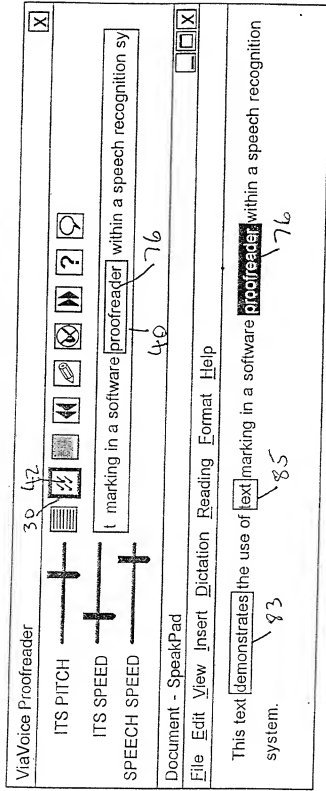 ViaVoice Proofreader X
30 42
ITS PITCH
?
ITS SPEED
SPEECH SPEED
t marking in a software proofreader within a speech recognition sy
40 76
Document - SpeakPad X
File Edit View Insert Dictation Reading Format Help
This text demonstrates the use of text marking in a software proofreader within a speech recognition
system.
83 85 76